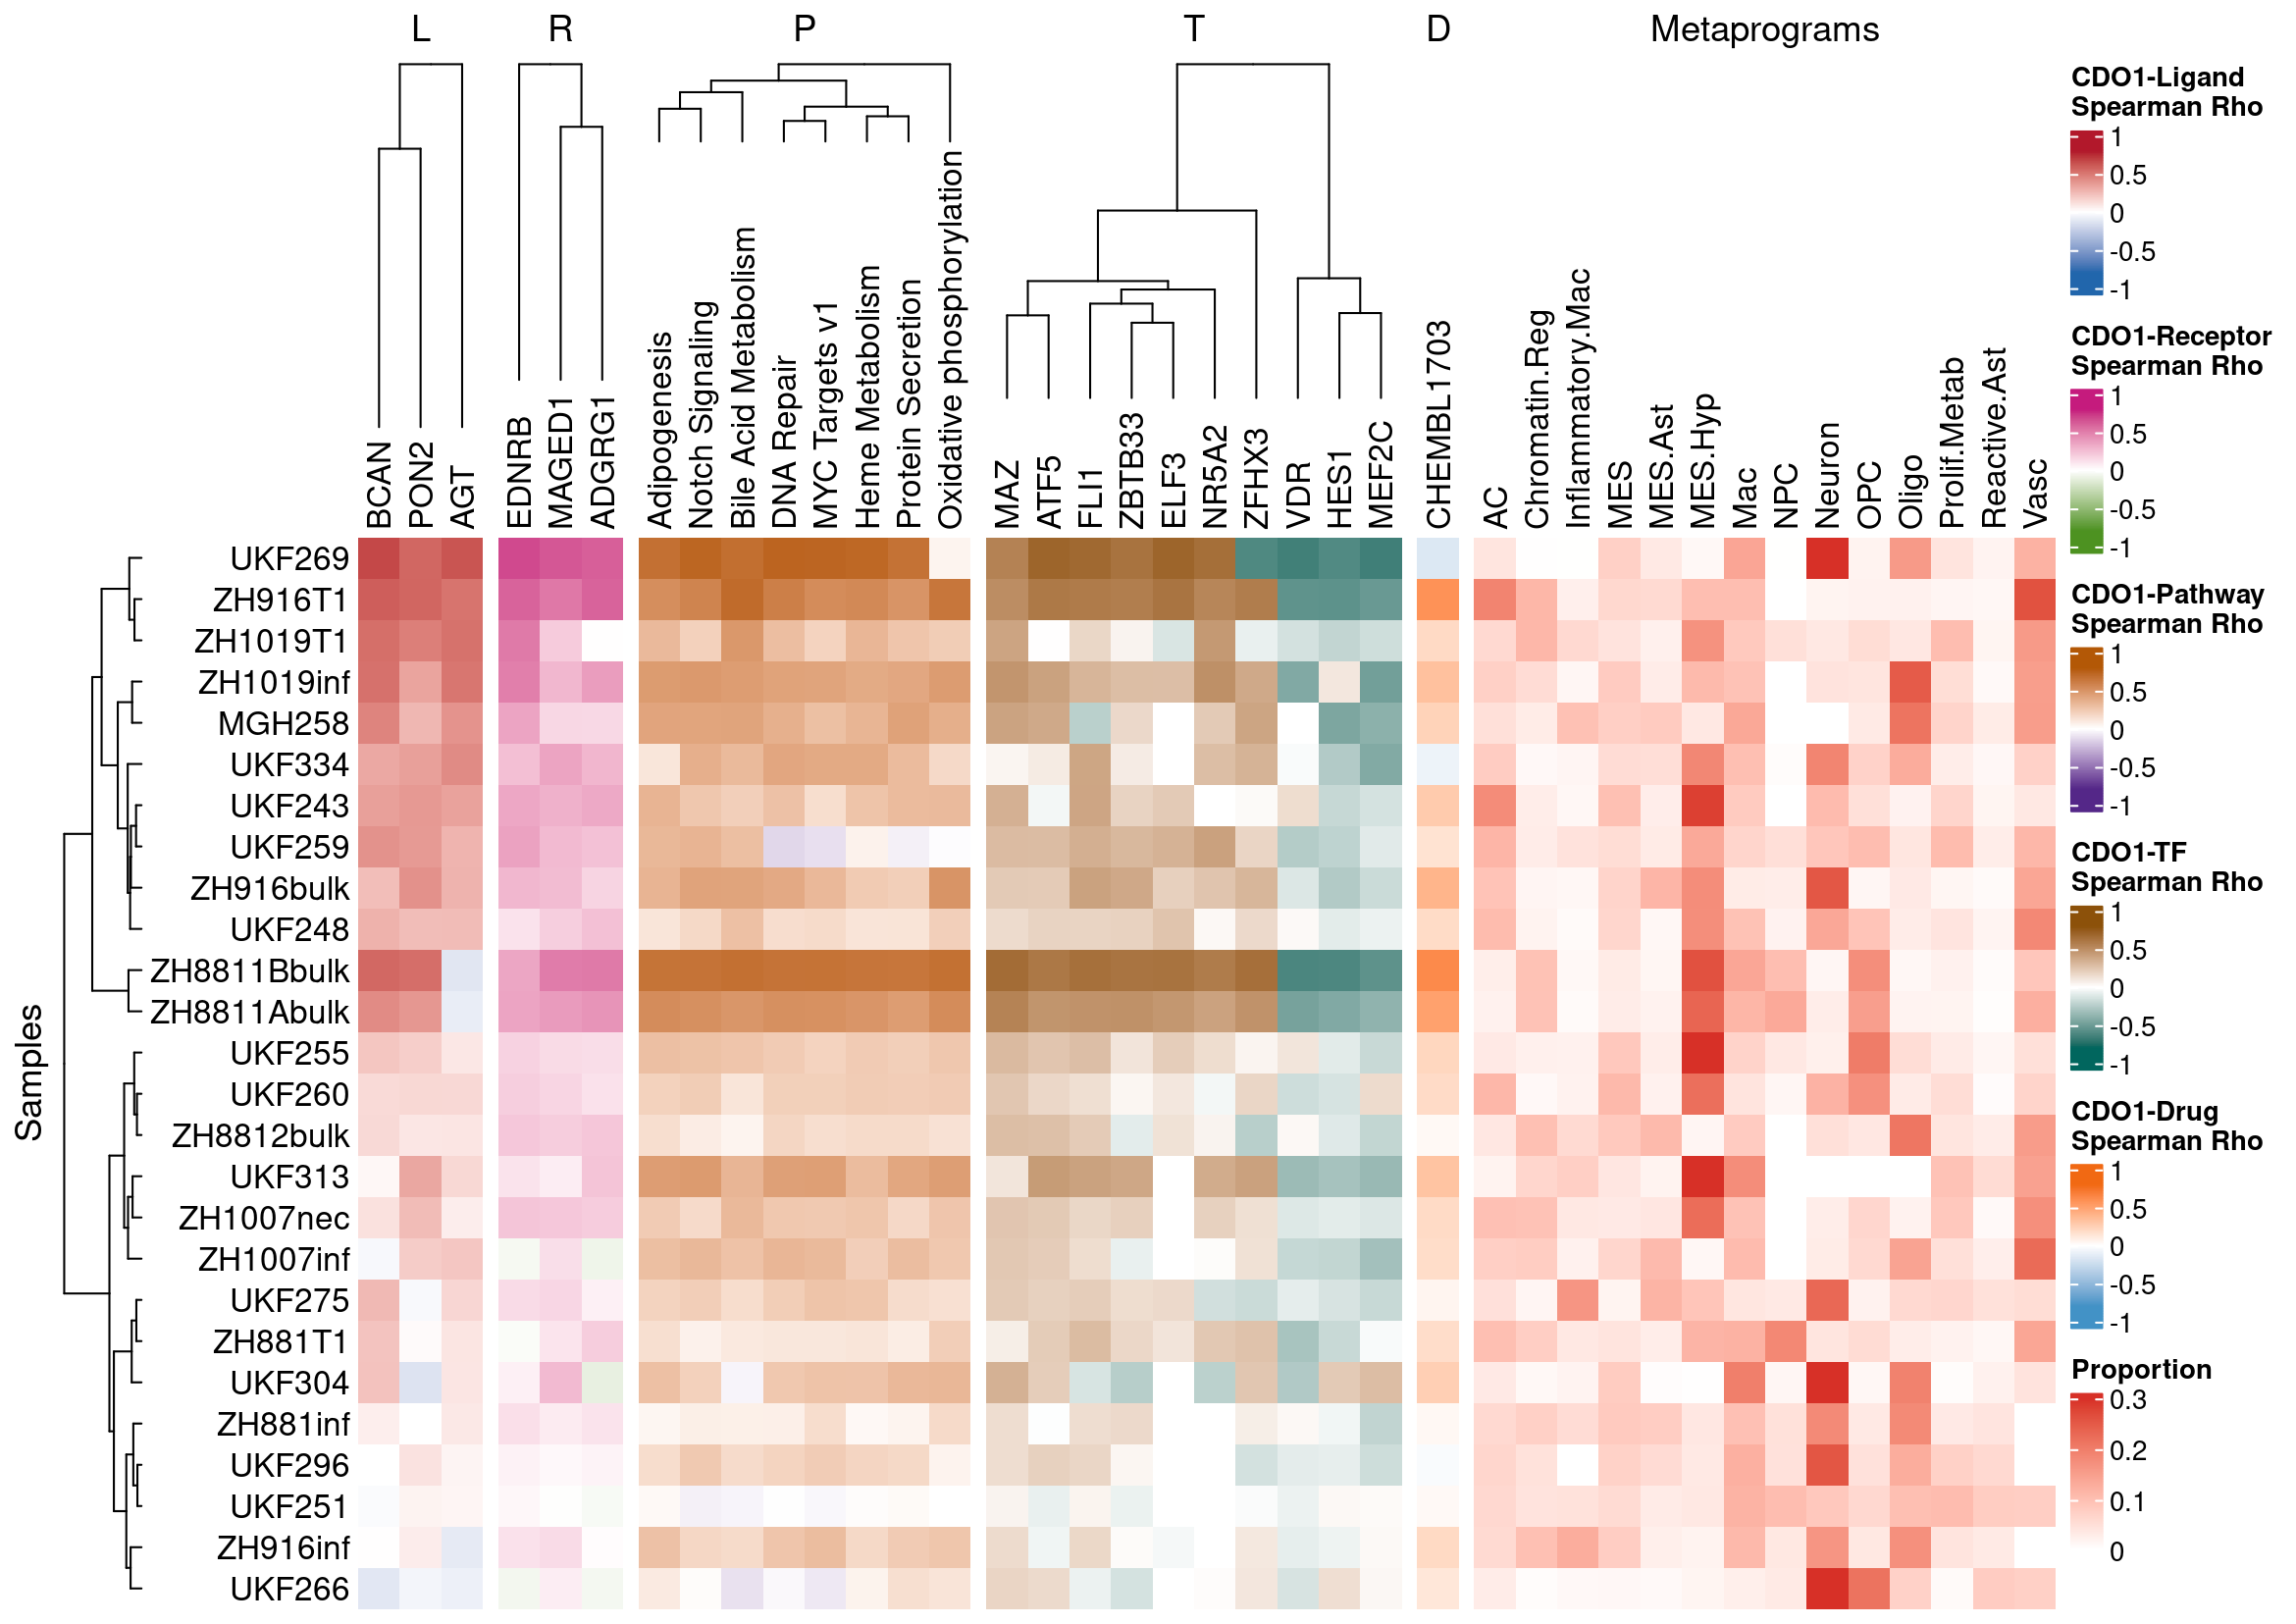 L R P T D Metaprograms
BCAN
PON2
AGT
EDNRB
MAGED1
ADGRG1
Adipogenesis
Notch Signaling
Bile Acid Metabolism
DNA Repair
MYC Targets v1
Heme Metabolism
Protein Secretion
Oxidative phosphorylation
MAZ
ATF5
FLI1
ZBTB33
ELF3
NR5A2
ZFHX3
VDR
HES1
MEF2C
CHEMBL1703
AC
Chromatin.Reg
Inflammatory.Mac
MES
MES.Ast
MES.Hyp
Mac
NPC
Neuron
OPC
Oligo
Prolif.Metab
Reactive.Ast
Vasc
Samples
UKF269
ZH916T1
ZH1019T1
ZH1019inf
MGH258
UKF334
UKF243
UKF259
ZH916bulk
UKF248
ZH8811Bbulk
ZH8811Abulk
UKF255
UKF260
ZH8812bulk
UKF313
ZH1007nec
ZH1007inf
UKF275
ZH881T1
UKF304
ZH881inf
UKF296
UKF251
ZH916inf
UKF266
CDO1-Ligand
Spearman Rho
1
0.5
0
-0.5
-1
CDO1-Receptor
Spearman Rho
1
0.5
0
-0.5
-1
CDO1-Pathway
Spearman Rho
1
0.5
0
-0.5
-1
CDO1-TF
Spearman Rho
1
0.5
0
-0.5
-1
CDO1-Drug
Spearman Rho
1
0.5
0
-0.5
-1
Proportion
0.3
0.2
0.1
0